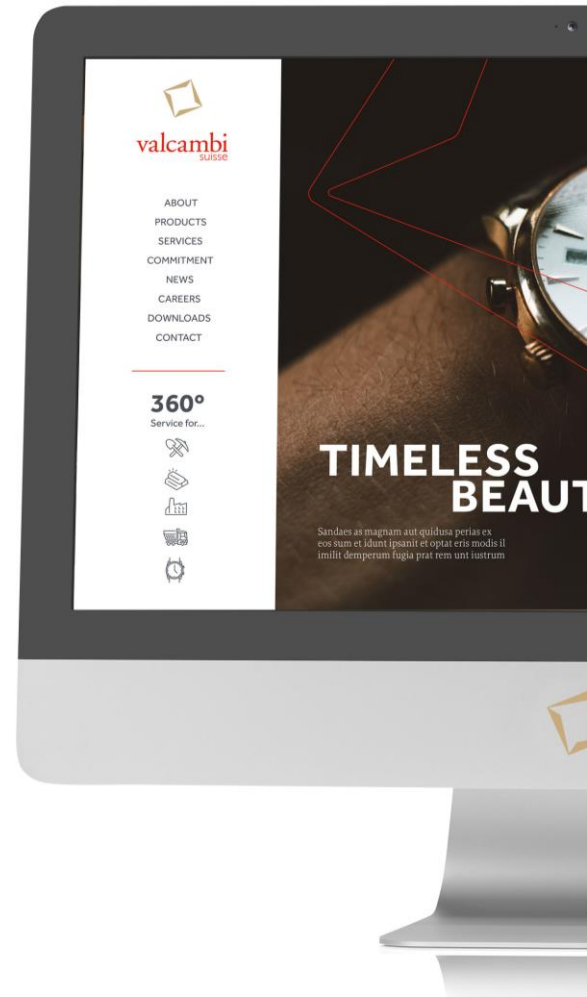 valcambi
suisse
ABOUT
PRODUCTS
SERVICES
COMMITMENT
NEWS
CAREERS
DOWNLOADS
CONTACT
360°
Service for...
TIMELESS
BEAUT
Sandaes as magnam aut quidusa perias ex
eos sum et idunt ipsanit et optat eris modis il
imilit demperum fugia prat rem unt iustrum